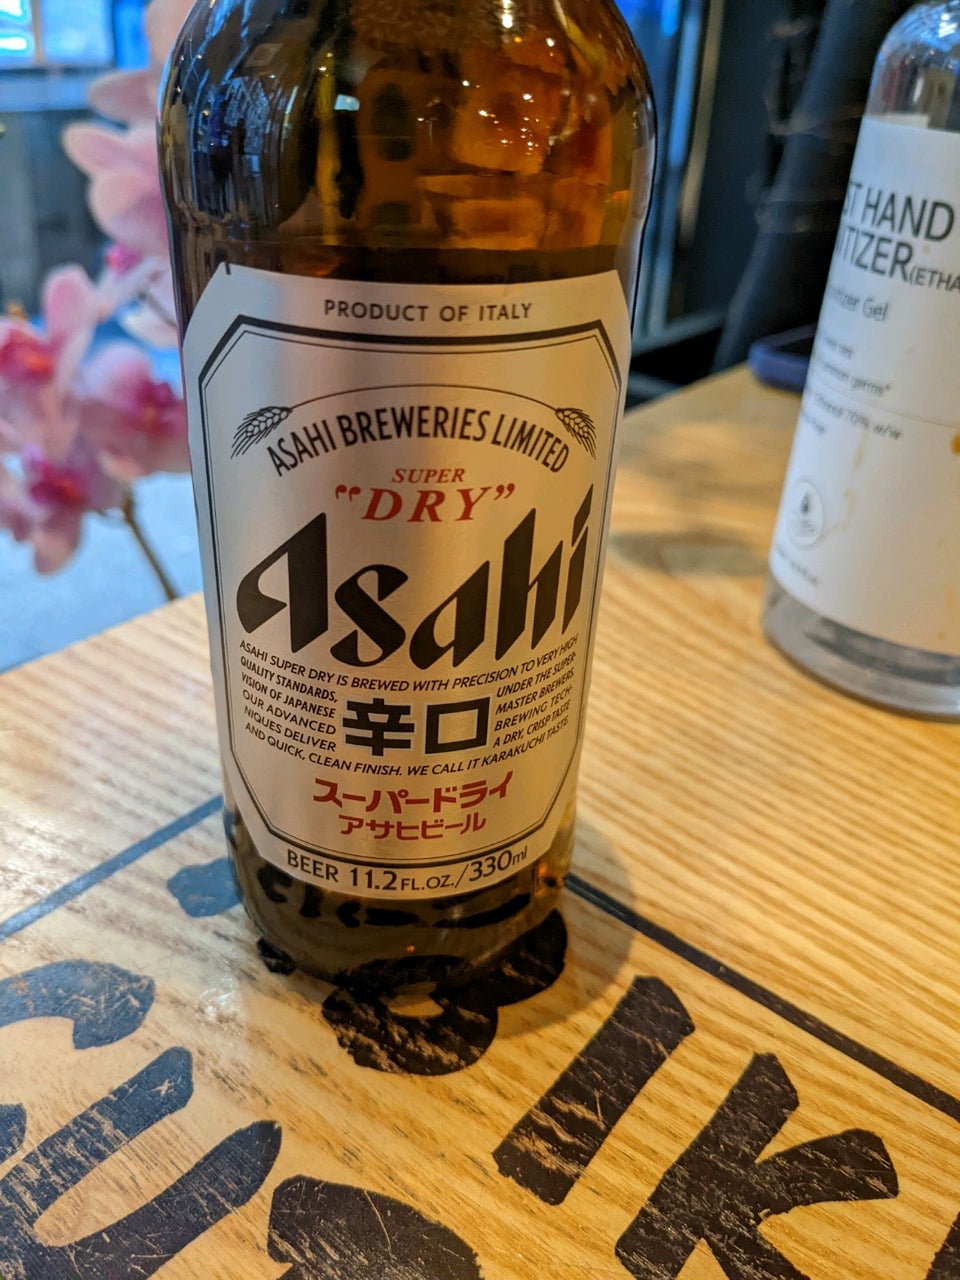 PRODUCT OF ITALY
ASAHI BREWERIES LIMITED
SUPER
"DRY"
Asahi
ASAHI SUPER DRY IS BREWED WITH PRECISION TO VERY HIGH
QUALITY STANDARDS, UNDER THE SUPER-
VISION OF JAPANESE MASTER BREWERS.
OUR ADVANCED BREWING TECH-
NIQUES DELIVER A DRY, CRISP TASTE
AND QUICK, CLEAN FINISH. WE CALL IT KARAKUCHI TASTE.
辛口
スーパードライ
アサヒビール
BEER 11.2 FL.OZ./330ml
HAND
(ETHA
Gel
germs*
70% w/w